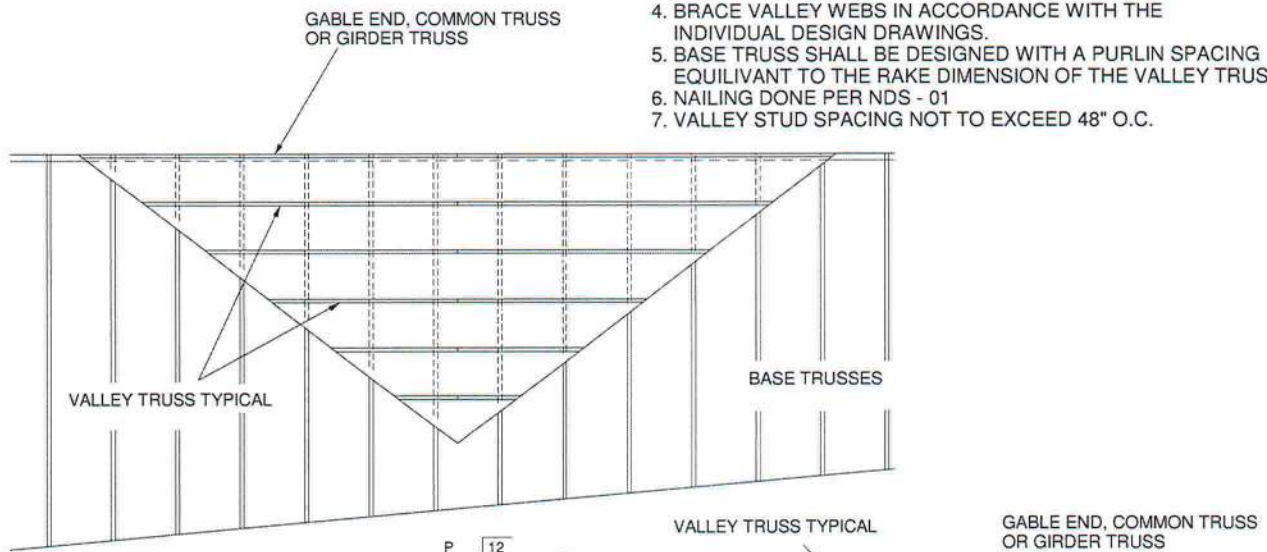 GABLE END, COMMON TRUSS
OR GIRDER TRUSS
4. BRACE VALLEY WEBS IN ACCORDANCE WITH THE
INDIVIDUAL DESIGN DRAWINGS.
5. BASE TRUSS SHALL BE DESIGNED WITH A PURLIN SPACING
EQUILIVANT TO THE RAKE DIMENSION OF THE VALLEY TRUS
6. NAILING DONE PER NDS - 01
7. VALLEY STUD SPACING NOT TO EXCEED 48" O.C.
VALLEY TRUSS TYPICAL
BASE TRUSSES
VALLEY TRUSS TYPICAL
GABLE END, COMMON TRUSS
OR GIRDER TRUSS
P 12